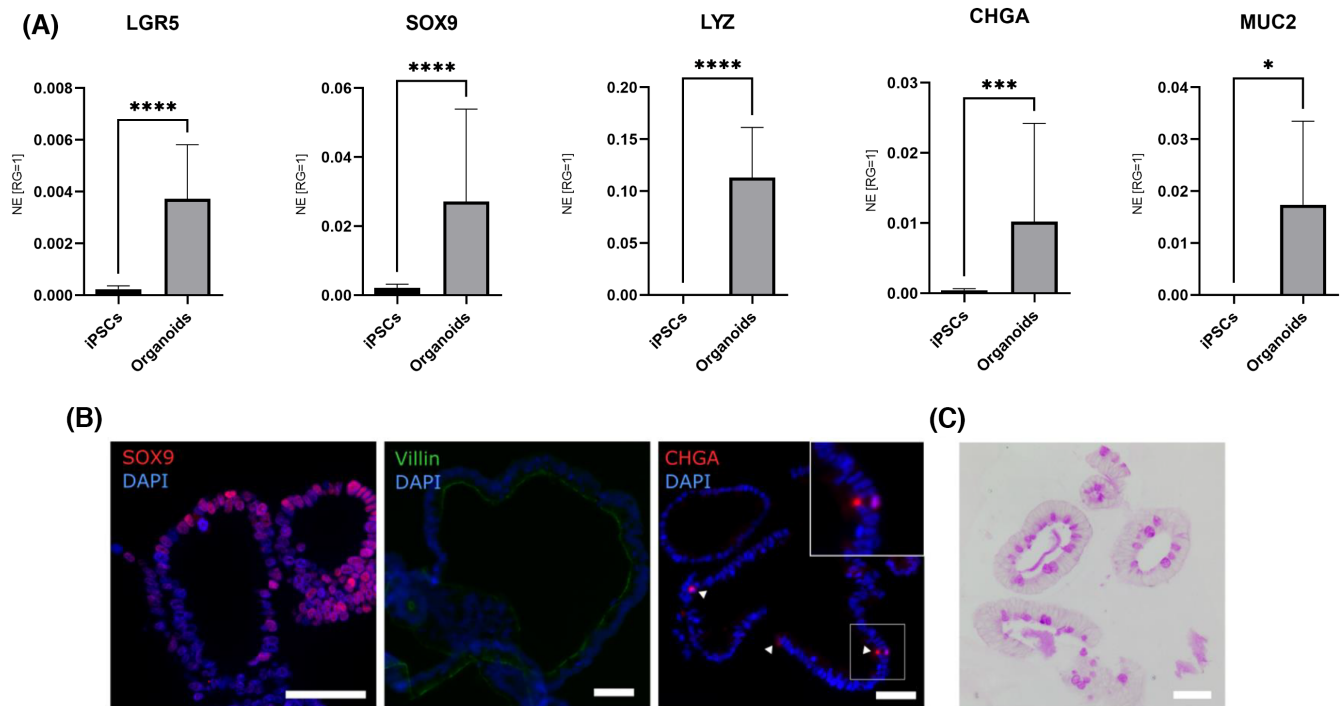 (A)
LGR5
NE [RG=1]
0.008
0.006
0.004
0.002
0.000
****
iPSCs
Organoids
SOX9
NE [RG=1]
0.06
0.04
0.02
0.00
****
iPSCs
Organoids
LYZ
NE [RG=1]
0.20
0.15
0.10
0.05
0.00
****
iPSCs
Organoids
CHGA
NE [RG=1]
0.03
0.02
0.01
0.00
***
iPSCs
Organoids
MUC2
NE [RG=1]
0.04
0.03
0.02
0.01
0.00
*
iPSCs
Organoids
(B)
SOX9
DAPI
Villin
DAPI
CHGA
DAPI
(C)